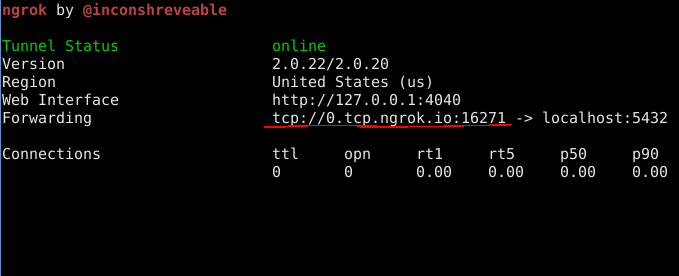 ngrok by @inconshreveable
Tunnel Status online
Version 2.0.22/2.0.20
Region United States (us)
Web Interface http://127.0.0.1:4040
Forwarding tcp://0.tcp.ngrok.io:16271 -> localhost:5432
Connections ttl opn rt1 rt5 p50 p90
0 0 0.00 0.00 0.00 0.00